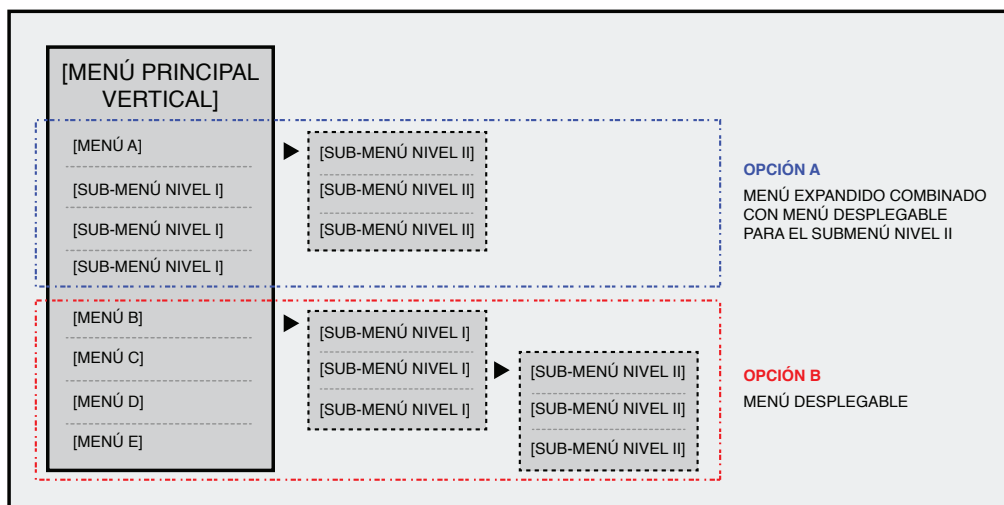 [MENÚ PRINCIPAL
VERTICAL]
[MENÚ A]
[SUB-MENÚ NIVEL I]
[SUB-MENÚ NIVEL I]
[SUB-MENÚ NIVEL I]
[SUB-MENÚ NIVEL II]
[SUB-MENÚ NIVEL II]
[SUB-MENÚ NIVEL II]
OPCIÓN A
MENÚ EXPANDIDO COMBINADO
CON MENÚ DESPLEGABLE
PARA EL SUBMENÚ NIVEL II
[MENÚ B]
[MENÚ C]
[MENÚ D]
[MENÚ E]
[SUB-MENÚ NIVEL I]
[SUB-MENÚ NIVEL I]
[SUB-MENÚ NIVEL I]
[SUB-MENÚ NIVEL II]
[SUB-MENÚ NIVEL II]
[SUB-MENÚ NIVEL II]
OPCIÓN B
MENÚ DESPLEGABLE